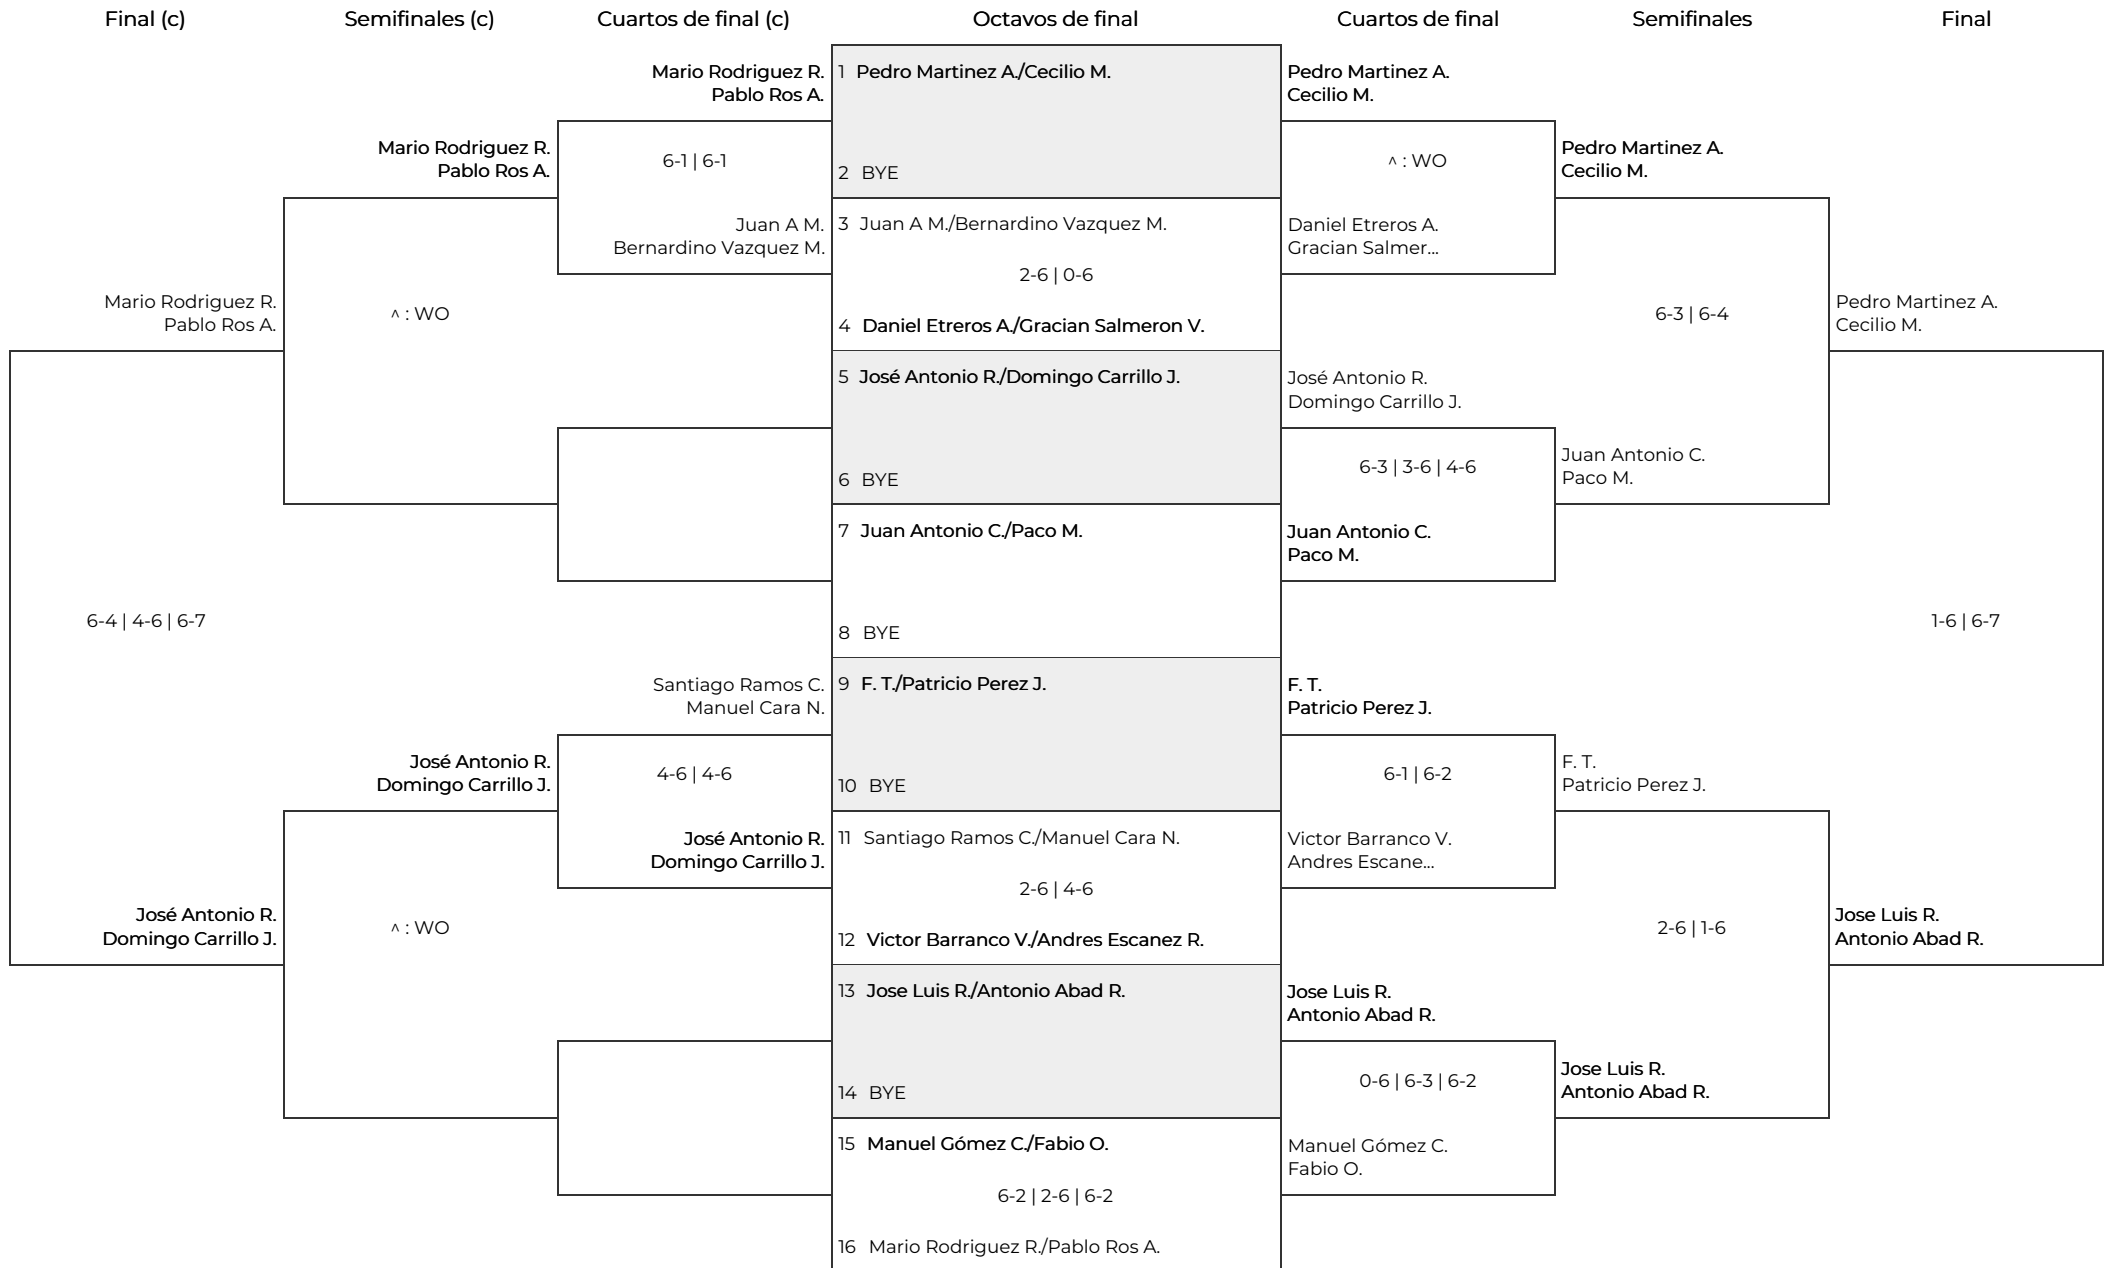 Final (c)
Semifinales (c)
Cuartos de final (c)
Octavos de final
Cuartos de final
Semifinales
Final
Mario Rodriguez R.
Pablo Ros A.
6-4 | 4-6 | 6-7
José Antonio R.
Domingo Carrillo J.
Mario Rodriguez R.
Pablo Ros A.
^ : WO
José Antonio R.
Domingo Carrillo J.
^ : WO
Mario Rodriguez R.
Pablo Ros A.
6-1 | 6-1
Juan A M.
Bernardino Vazquez M.
Santiago Ramos C.
Manuel Cara N.
4-6 | 4-6
José Antonio R.
Domingo Carrillo J.
1 Pedro Martinez A./Cecilio M.
2 BYE
3 Juan A M./Bernardino Vazquez M.
2-6 | 0-6
4 Daniel Etreros A./Gracian Salmeron V.
5 José Antonio R./Domingo Carrillo J.
6 BYE
7 Juan Antonio C./Paco M.
8 BYE
9 F. T./Patricio Perez J.
10 BYE
11 Santiago Ramos C./Manuel Cara N.
2-6 | 4-6
12 Victor Barranco V./Andres Escanez R.
13 Jose Luis R./Antonio Abad R.
14 BYE
15 Manuel Gómez C./Fabio O.
6-2 | 2-6 | 6-2
16 Mario Rodriguez R./Pablo Ros A.
Pedro Martinez A.
Cecilio M.
^ : WO
Daniel Etreros A.
Gracian Salmer...
José Antonio R.
Domingo Carrillo J.
6-3 | 3-6 | 4-6
Juan Antonio C.
Paco M.
F. T.
Patricio Perez J.
6-1 | 6-2
Victor Barranco V.
Andres Escane...
Jose Luis R.
Antonio Abad R.
0-6 | 6-3 | 6-2
Manuel Gómez C.
Fabio O.
Pedro Martinez A.
Cecilio M.
6-3 | 6-4
Juan Antonio C.
Paco M.
F. T.
Patricio Perez J.
2-6 | 1-6
Jose Luis R.
Antonio Abad R.
Pedro Martinez A.
Cecilio M.
1-6 | 6-7
Jose Luis R.
Antonio Abad R.